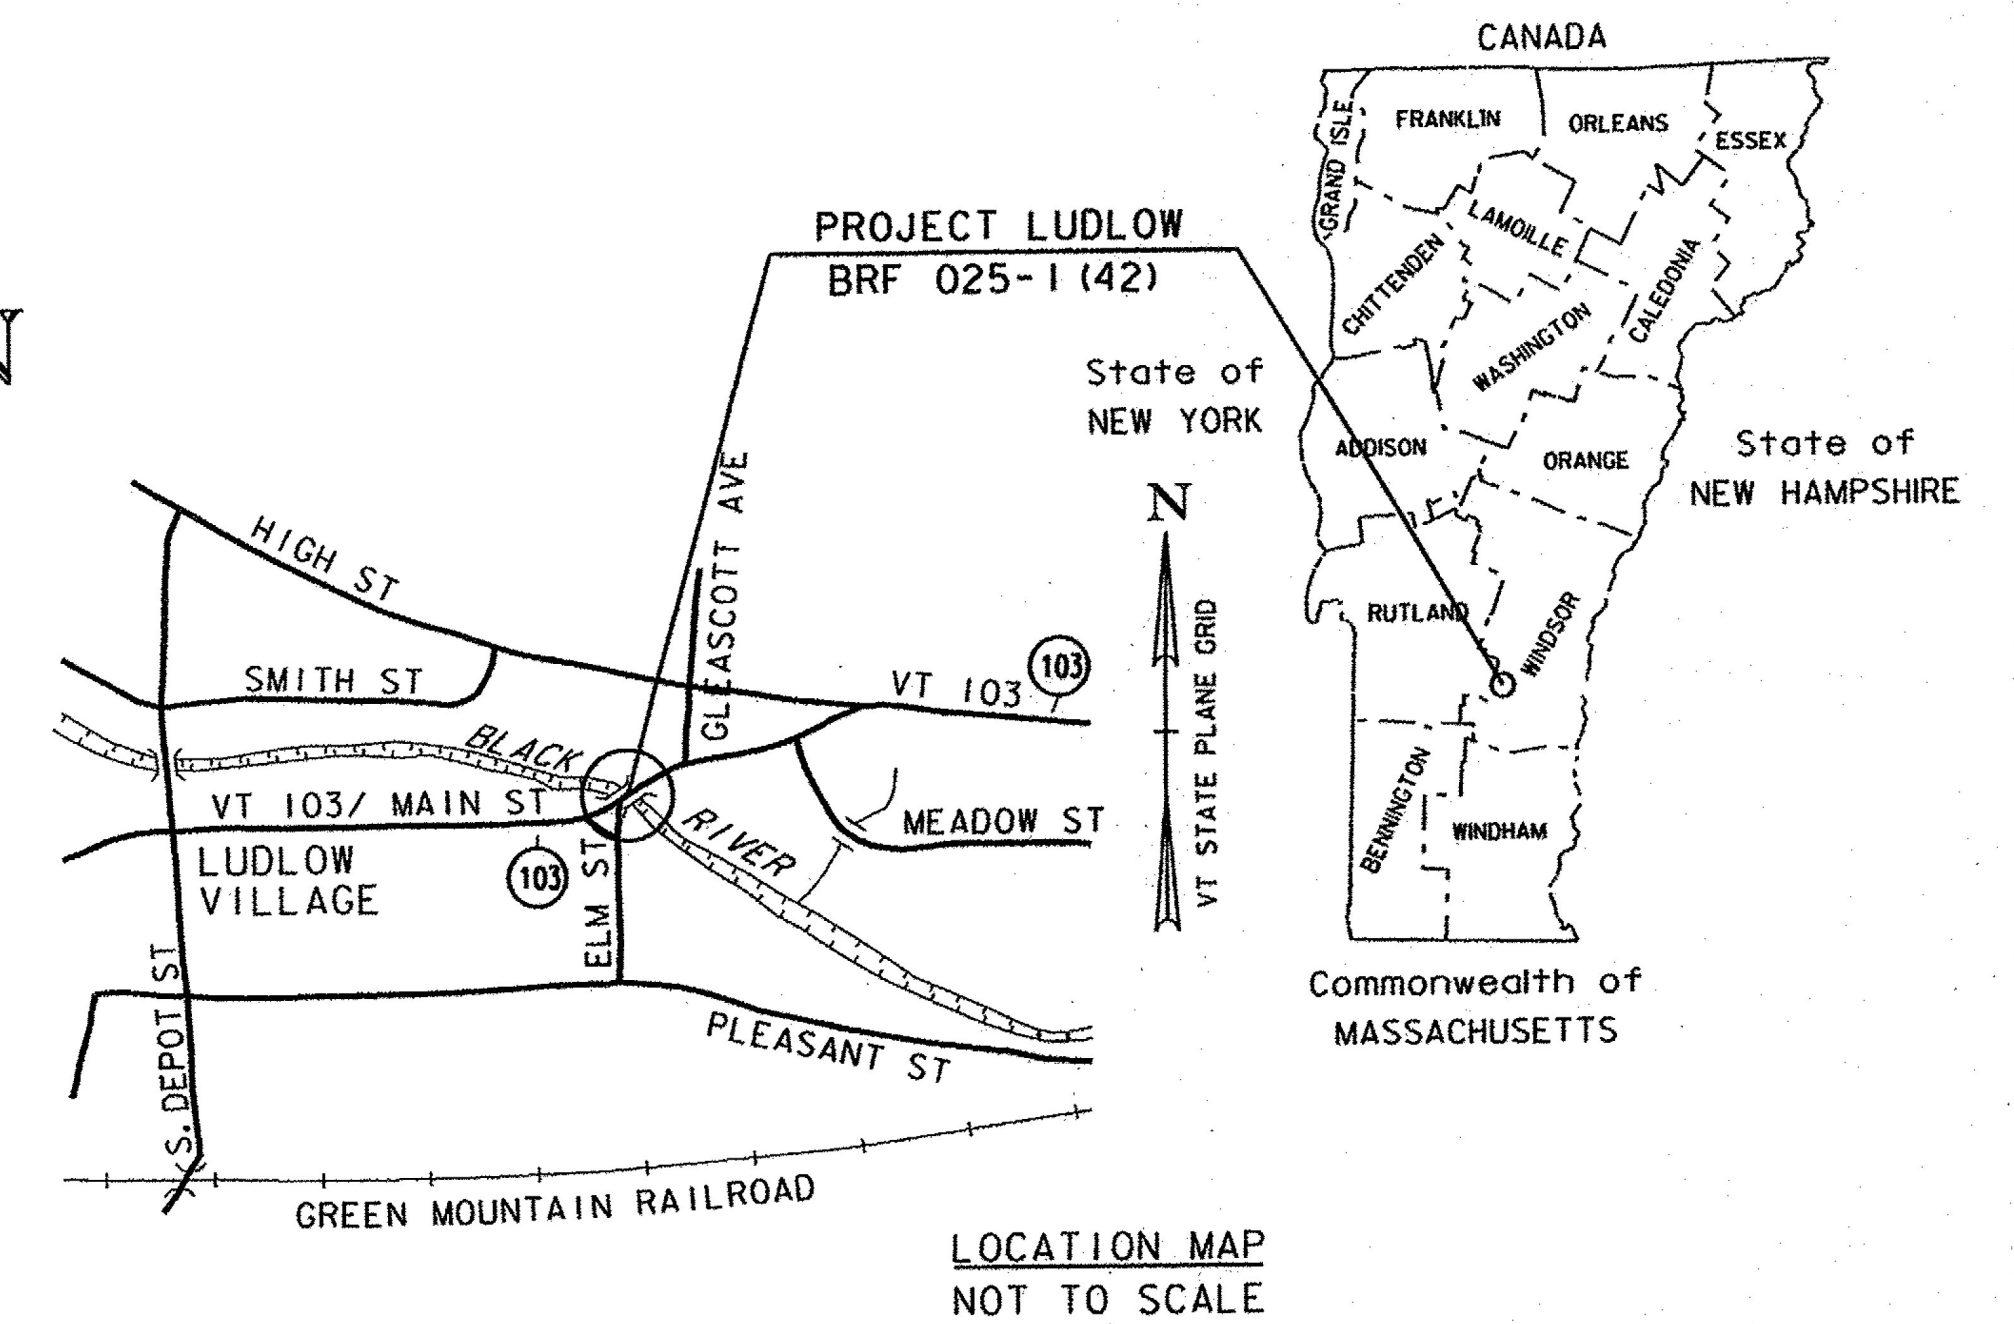 CANADA
GRAND ISLE
FRANKLIN
ORLEANS
ESSEX
LAMOILLE
CHITTENDEN
CALEDONIA
WASHINGTON
PROJECT LUDLOW
BRF 025-1(42)
State of
NEW YORK
ADDISON
ORANGE
State of
NEW HAMPSHIRE
RUTLAND
WINDSOR
BENNINGTON
WINDHAM
Commonwealth of
MASSACHUSETTS
N
N
VT STATE PLANE GRID
HIGH ST
GLEASCOTT AVE
SMITH ST
VT 103
103
BLACK
RIVER
VT 103/ MAIN ST
MEADOW ST
LUDLOW
VILLAGE
103
ELM ST
S. DEPOT ST
PLEASANT ST
GREEN MOUNTAIN RAILROAD
LOCATION MAP
NOT TO SCALE